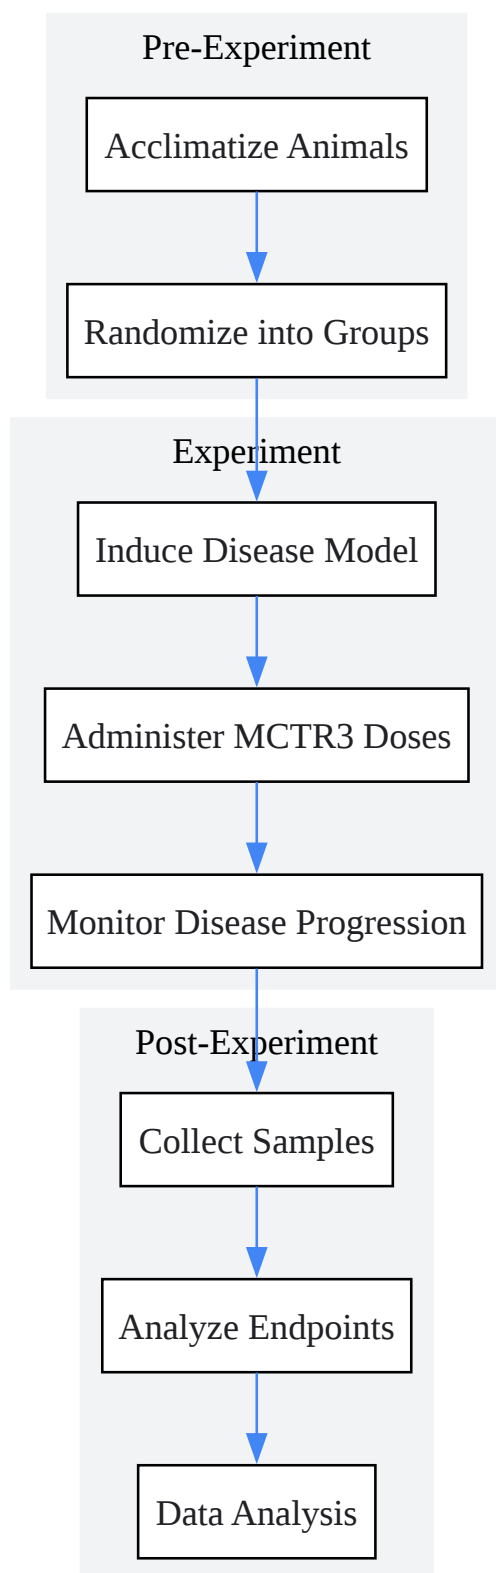 Pre-Experiment
Acclimatize Animals
Randomize into Groups
Experiment
Induce Disease Model
Administer MCTR3 Doses
Monitor Disease Progression
Post-Experiment
Collect Samples
Analyze Endpoints
Data Analysis